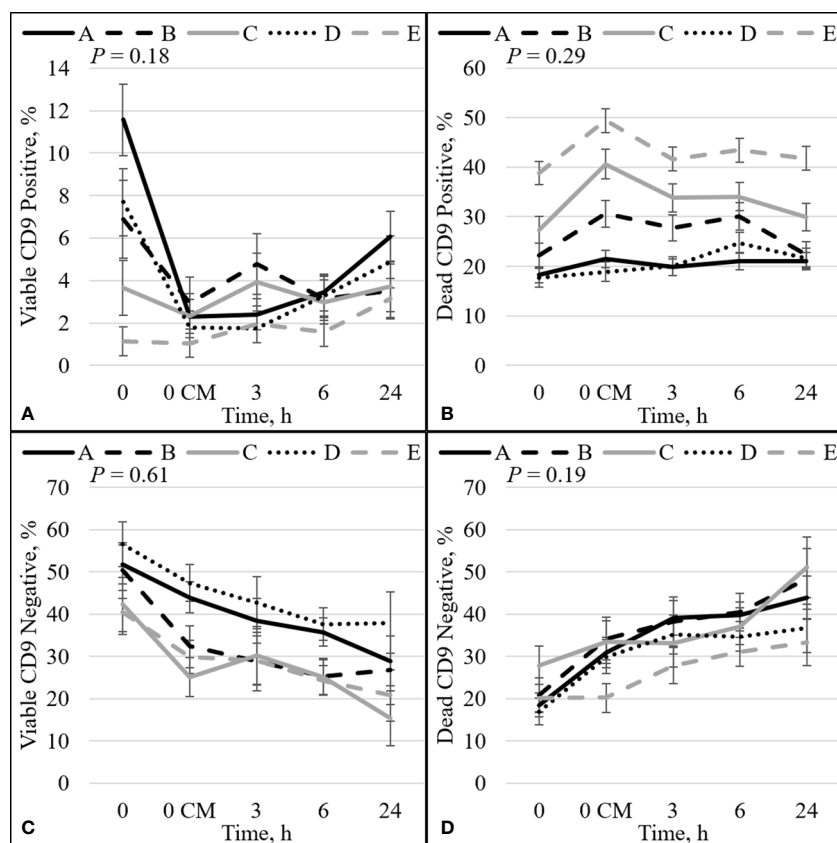 A B C D E
P = 0.18
Viable CD9 Positive, %
14
12
10
8
6
4
2
0
0 0 CM 3 6 24
Time, h
A
A B C D E
P = 0.29
Dead CD9 Positive, %
60
50
40
30
20
10
0
0 0 CM 3 6 24
Time, h
B
A B C D E
P = 0.61
Viable CD9 Negative, %
70
60
50
40
30
20
10
0
0 0 CM 3 6 24
Time, h
C
A B C D E
P = 0.19
Dead CD9 Negative, %
70
60
50
40
30
20
10
0
0 0 CM 3 6 24
Time, h
D